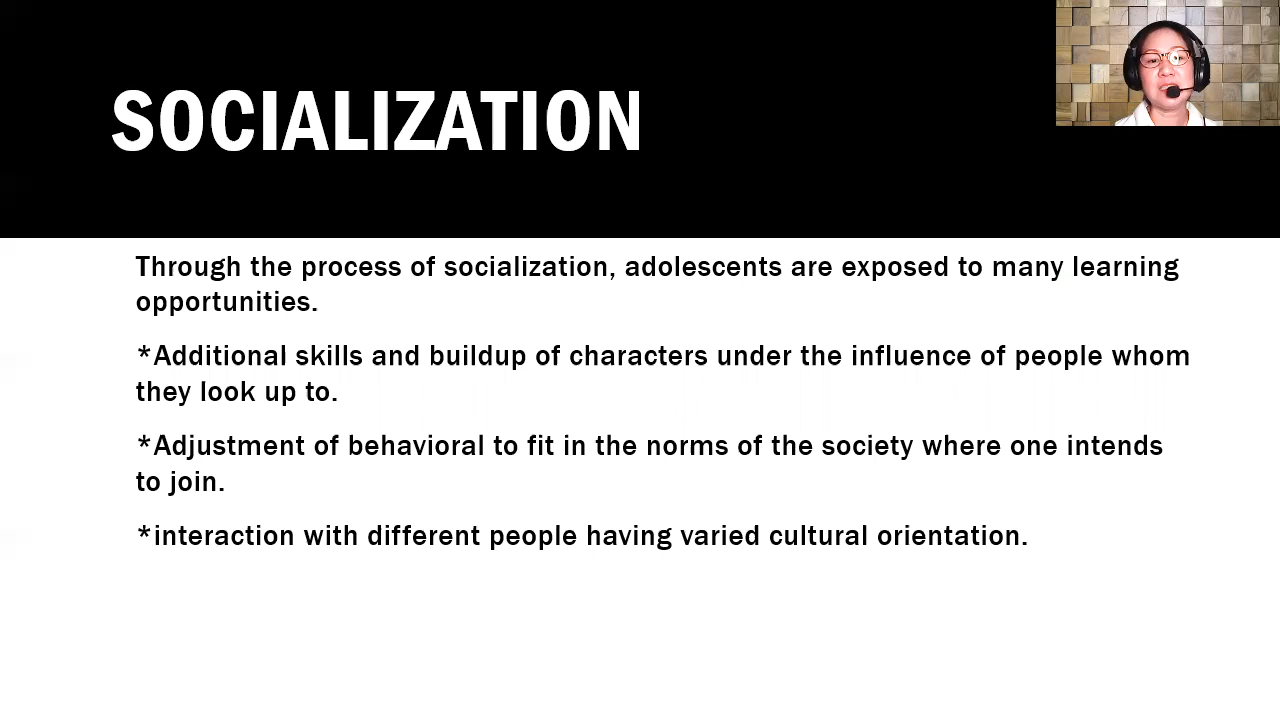 SOCIALIZATION
Through the process of socialization, adolescents are exposed to many learning
opportunities.
*Additional skills and buildup of characters under the influence of people whom
they look up to.
*Adjustment of behavioral to fit in the norms of the society where one intends
to join.
*interaction with different people having varied cultural orientation.